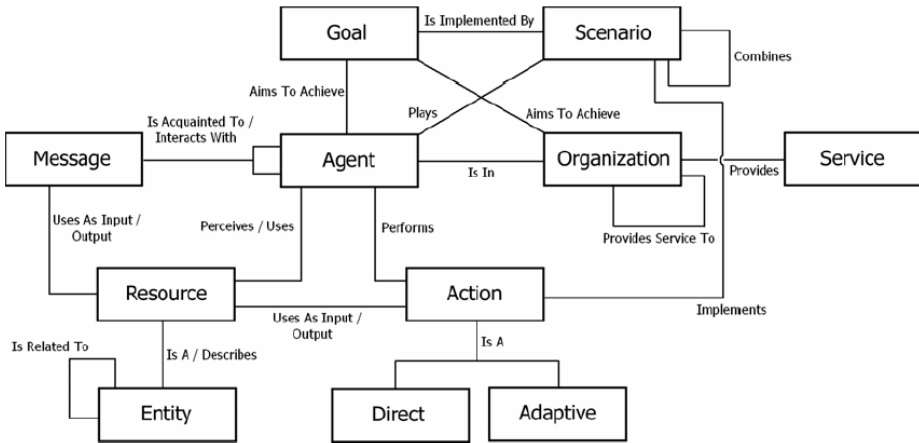 Goal
Is Implemented By
Scenario
Combines
Aims To Achieve
Plays
Aims To Achieve
Is Acquainted To /
Interacts With
Message
Agent
Is In
Organization
Provides
Service
Uses As Input /
Output
Perceives / Uses
Performs
Provides Service To
Resource
Uses As Input /
Output
Action
Implements
Is Related To
Is A / Describes
Is A
Entity
Direct
Adaptive